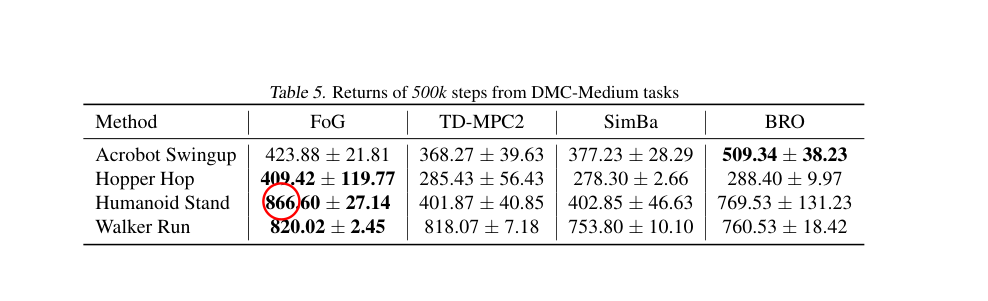 Table 5. Returns of 500k steps from DMC-Medium tasks
Method FoG TD-MPC2 SimBa BRO
Acrobot Swingup 423.88 ± 21.81 368.27 ± 39.63 377.23 ± 28.29 509.34 ± 38.23
Hopper Hop 409.42 ± 119.77 285.43 ± 56.43 278.30 ± 2.66 288.40 ± 9.97
Humanoid Stand 866.60 ± 27.14 401.87 ± 40.85 402.85 ± 46.63 769.53 ± 131.23
Walker Run 820.02 ± 2.45 818.07 ± 7.18 753.80 ± 10.10 760.53 ± 18.42